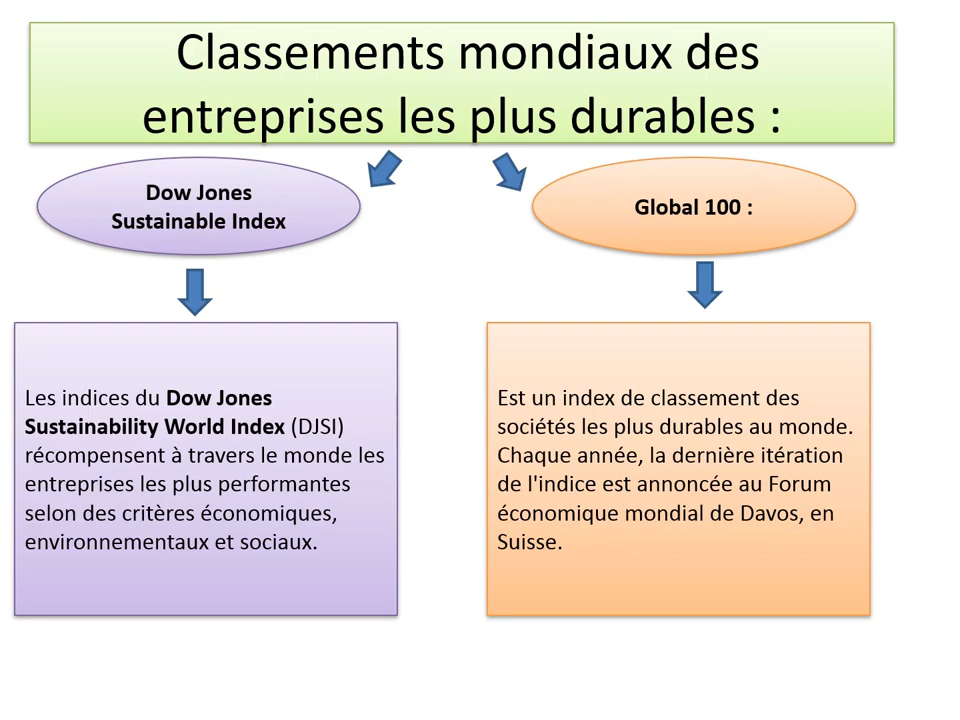 Classements mondiaux des
entreprises les plus durables :
Dow Jones
Sustainable Index
Global 100 :
Les indices du Dow Jones
Sustainability World Index (DJSI)
récompensent à travers le monde les
entreprises les plus performantes
selon des critères économiques,
environnementaux et sociaux.
Est un index de classement des
sociétés les plus durables au monde.
Chaque année, la dernière itération
de l'indice est annoncée au Forum
économique mondial de Davos, en
Suisse.